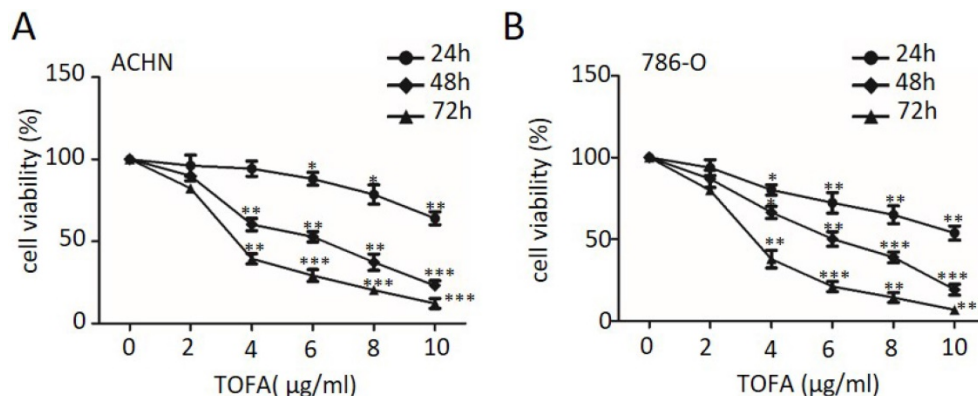 A
B
ACHN
24h
48h
72h
786-O
24h
48h
72h
cell viability (%)
150
100
50
0
* * **
** ** ** ***
** *** *** ***
0 2 4 6 8 10
TOFA( µg/ml)
cell viability (%)
150
100
50
0
* ** ** **
* ** *** ***
** *** ** **
0 2 4 6 8 10
TOFA (µg/ml)